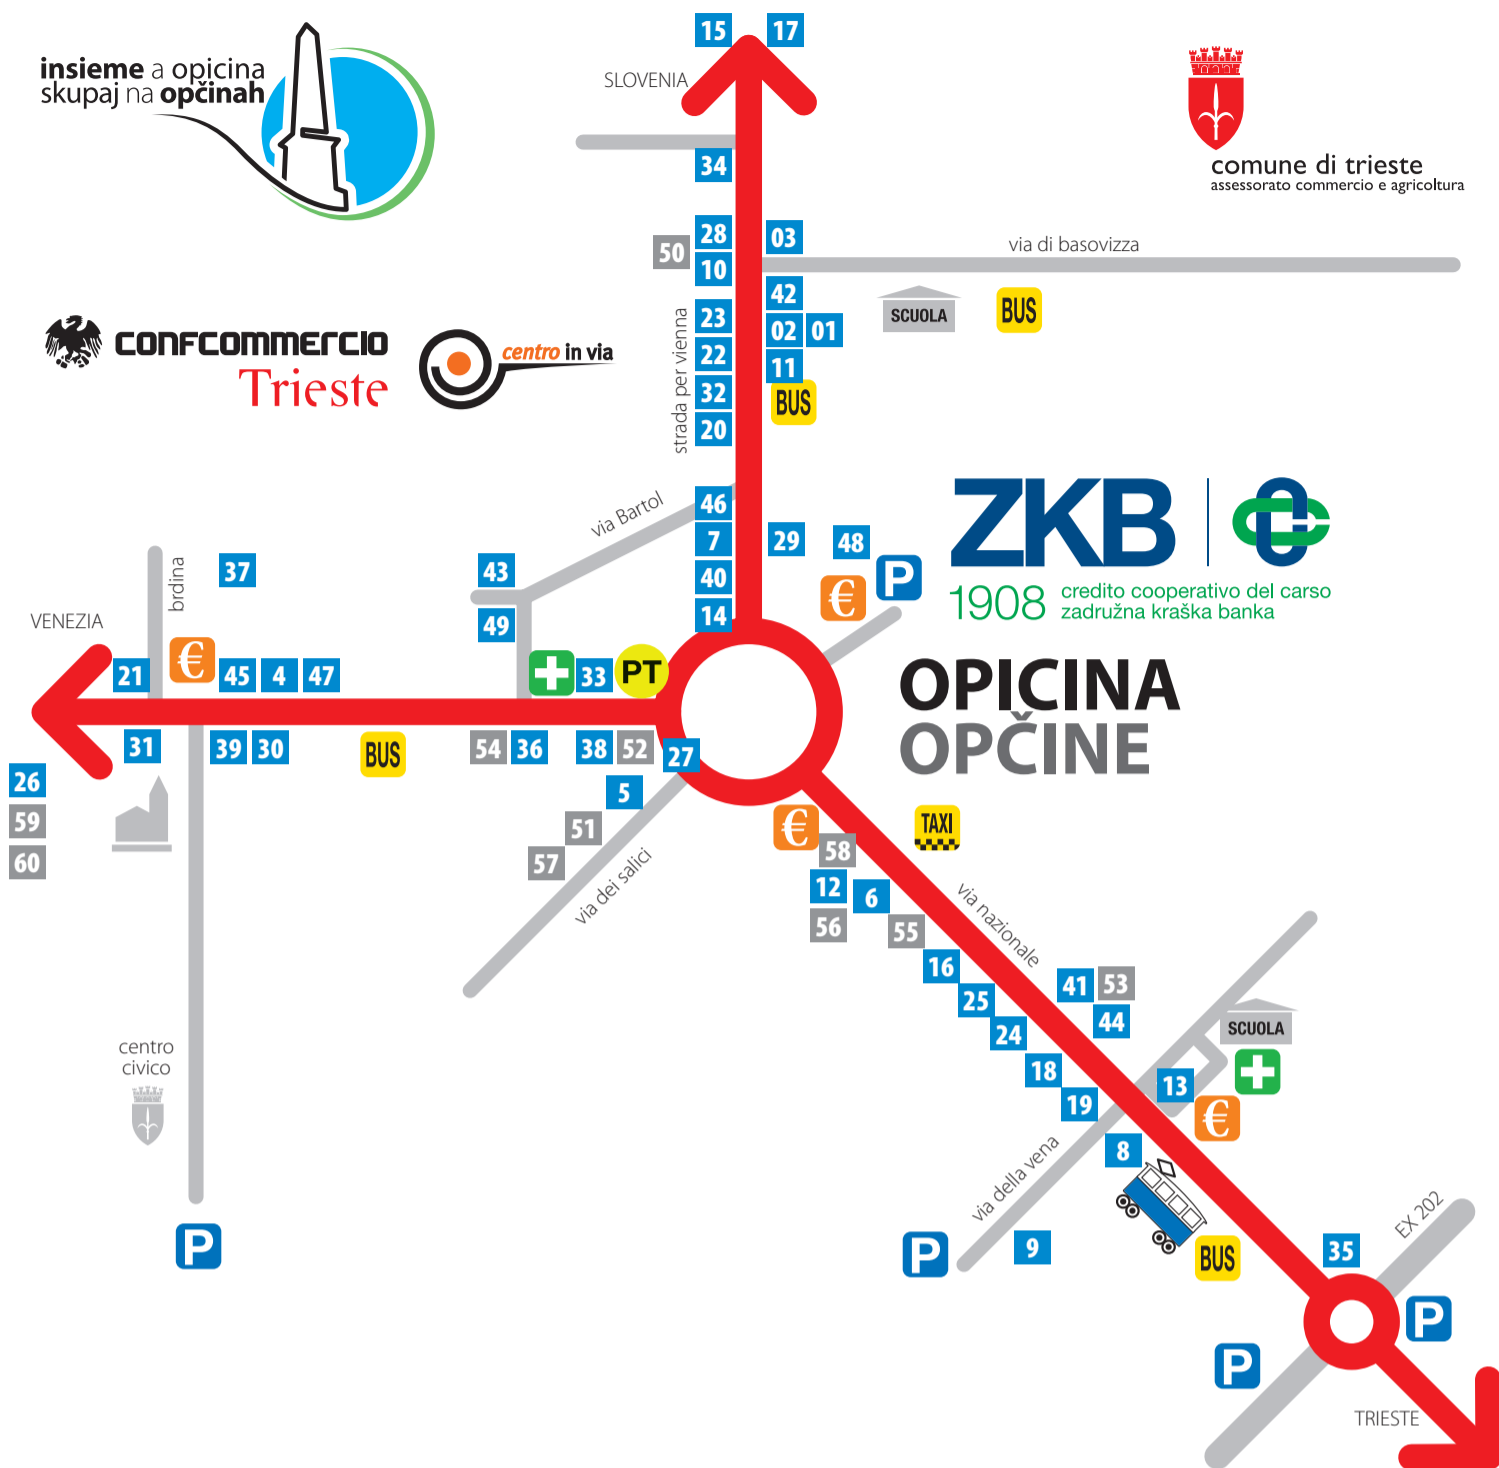 15 17
insieme a opicina
skupaj na općinah
SLOVENIA
comune di trieste
assessorato commercio e agricoltura
34
28 03
50
10
via di basovizza
42
23
02 01
SCUOLA
BUS
22
11
strada per vienna
32
BUS
20
CONFCOMMERCIO
Trieste
centro in via
ZKB
1908
credito cooperativo del carso
zadružna kraška banka
46
via Bartol
7
29 48
€ P
40
14
37
brdina
43
49
VENEZIA
21
€
45 4 47
33
PT
OPICINA
OPČINE
31
39 30
BUS
54 36
38 52
27
26
59
60
5
51
57
via dei salici
€
58
TAXI
12
6
56
55
via nazionale
16
25
24
41 53
44
18
19
SCUOLA
13
€
8
via della vena
9
P
BUS
centro
civico
P
35
EX 202
P
P
TRIESTE